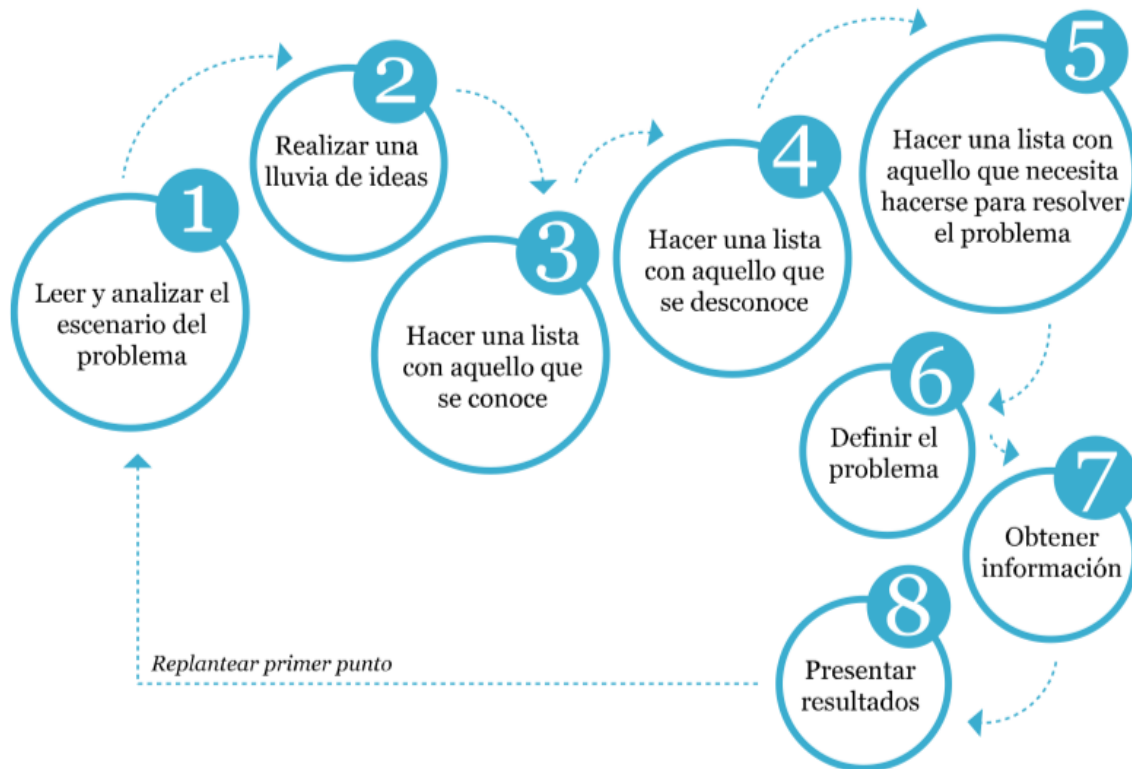 1
Leer y analizar el
escenario del
problema
2
Realizar una
lluvia de ideas
3
Hacer una lista
con aquello que
se conoce
4
Hacer una lista
con aquello que
se desconoce
5
Hacer una lista con
aquello que necesita
hacerse para resolver
el problema
6
Definir el
problema
7
Obtener
información
8
Presentar
resultados
Replantear primer punto